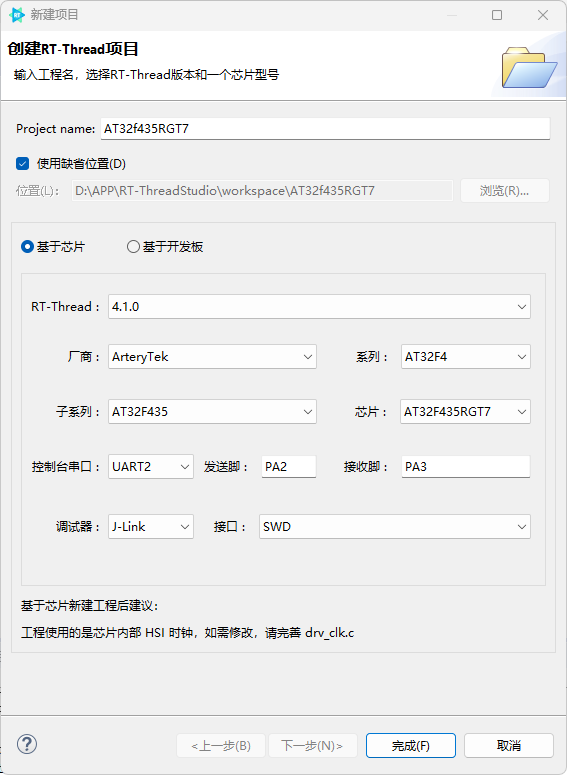 新建项目
创建RT-Thread项目
输入工程名，选择RT-Thread版本和一个芯片型号
Project name: AT32f435RGT7
使用缺省位置(D)
位置(L)： D:\APP\RT-ThreadStudio\workspace\AT32f435RGT7 浏览(R)...
基于芯片 基于开发板
RT-Thread： 4.1.0
厂商： ArteryTek 系列： AT32F4
子系列： AT32F435 芯片： AT32F435RGT7
控制台串口： UART2 发送脚： PA2 接收脚： PA3
调试器： J-Link 接口： SWD
基于芯片新建工程后建议：
工程使用的是芯片内部 HSI 时钟，如需修改，请完善 drv_clk.c
? <上一步(B) 下一步(N)> 完成(F) 取消